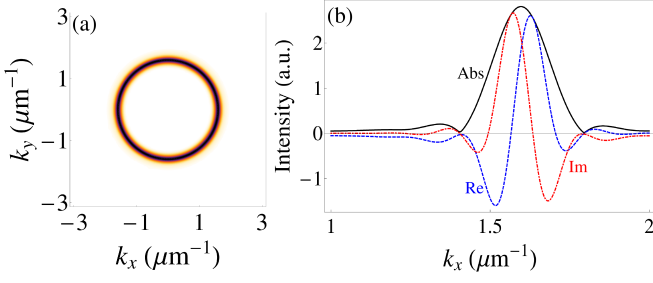 (a)
3
1
−1
−3
k_y (μm⁻¹)
−3
−1
1
3
k_x (μm⁻¹)
(b)
2
1
0
−1
Intensity (a.u.)
Abs
Re
Im
1
1.5
2
k_x (μm⁻¹)